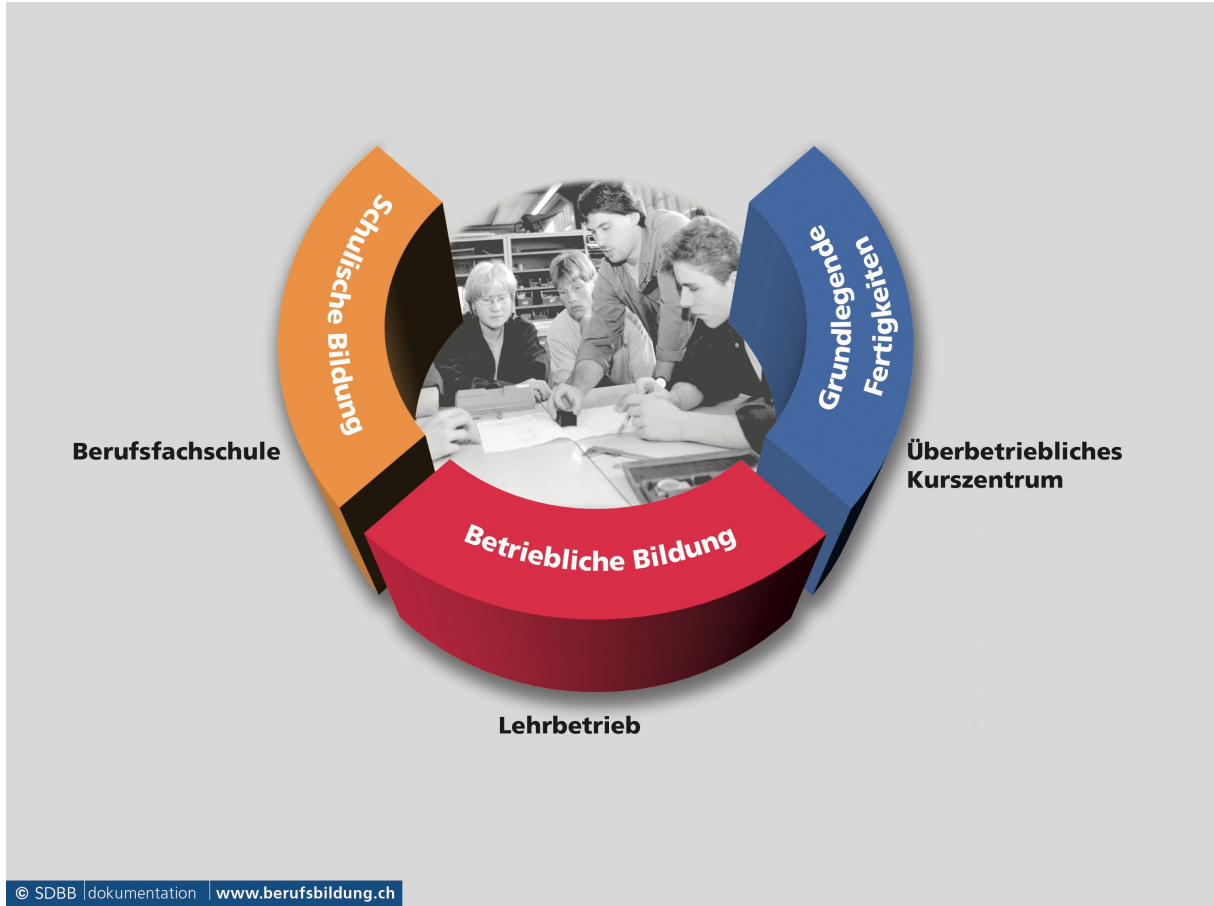 Schulische Bildung
Grundlegende
Fertigkeiten
Berufsfachschule
Überbetriebliches
Kurszentrum
Betriebliche Bildung
Lehrbetrieb
© SDBB dokumentation www.berufsbildung.ch